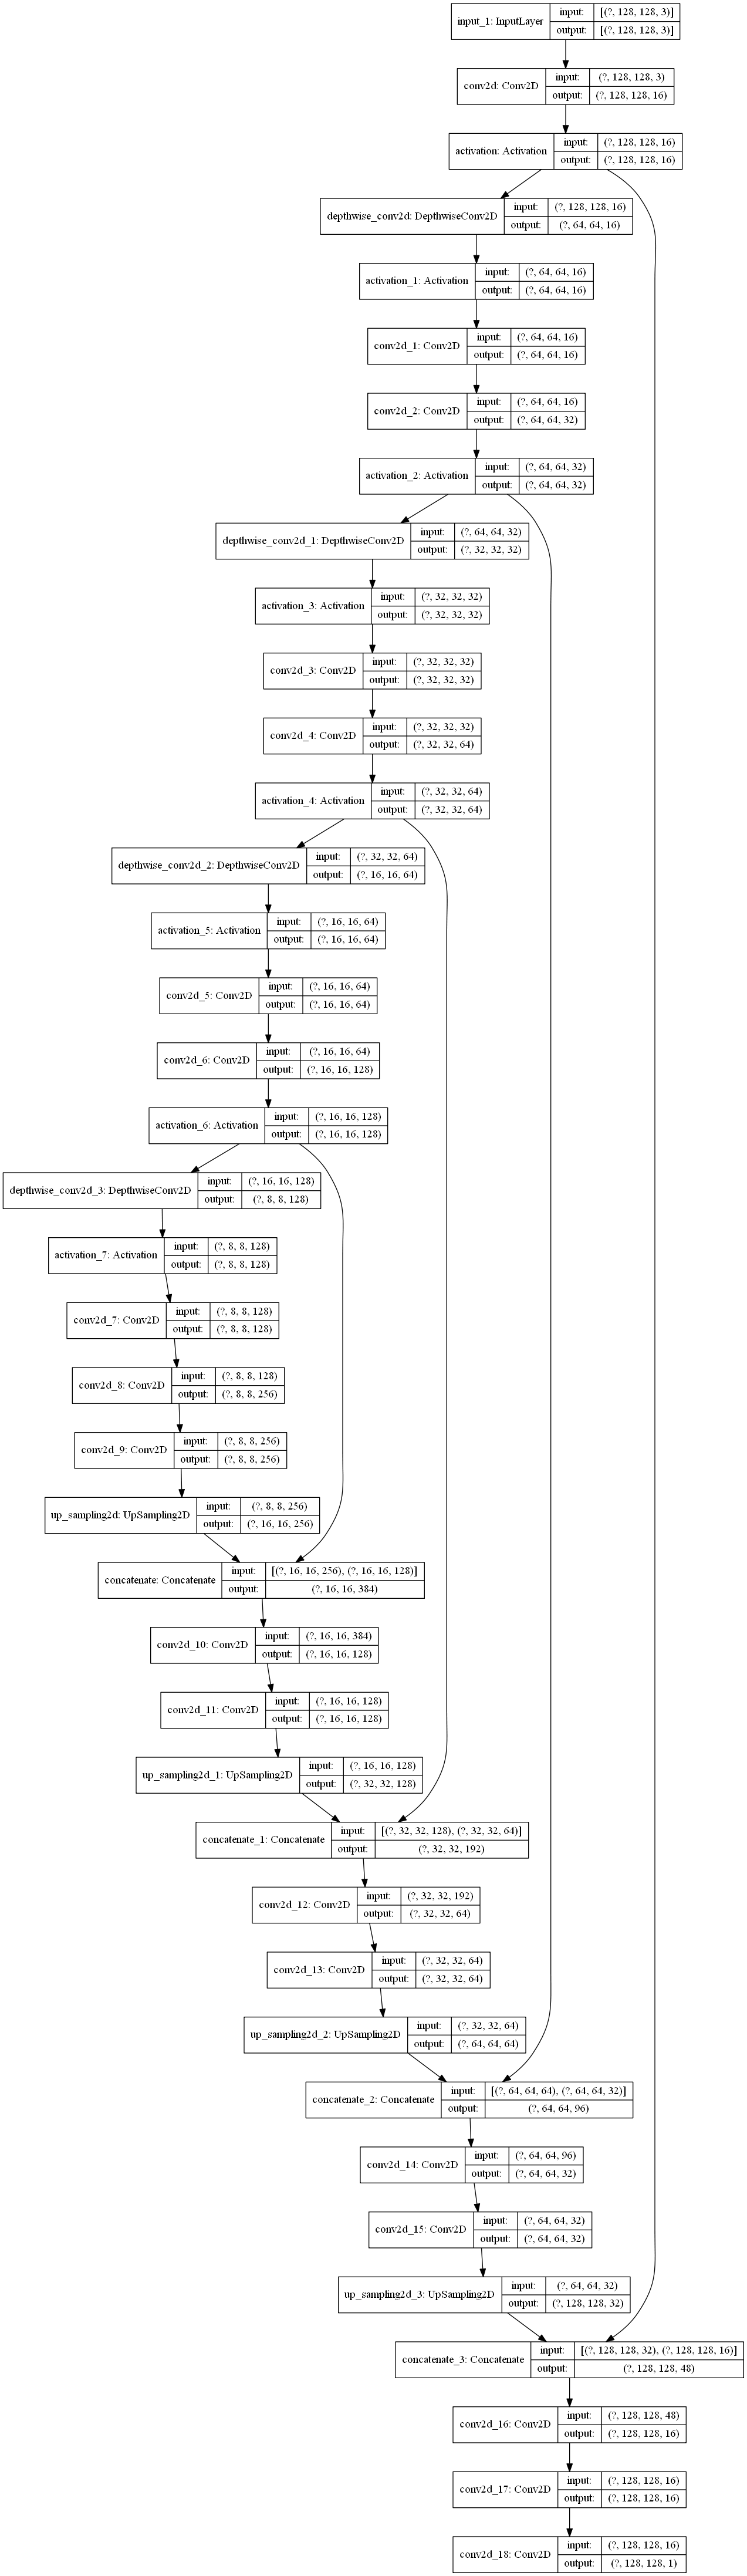 input_1: InputLayer
input: [(?, 128, 128, 3)]
output: [(?, 128, 128, 3)]
conv2d: Conv2D
input: (?, 128, 128, 3)
output: (?, 128, 128, 16)
activation: Activation
input: (?, 128, 128, 16)
output: (?, 128, 128, 16)
depthwise_conv2d: DepthwiseConv2D
input: (?, 128, 128, 16)
output: (?, 64, 64, 16)
activation_1: Activation
input: (?, 64, 64, 16)
output: (?, 64, 64, 16)
conv2d_1: Conv2D
input: (?, 64, 64, 16)
output: (?, 64, 64, 16)
conv2d_2: Conv2D
input: (?, 64, 64, 16)
output: (?, 64, 64, 32)
activation_2: Activation
input: (?, 64, 64, 32)
output: (?, 64, 64, 32)
depthwise_conv2d_1: DepthwiseConv2D
input: (?, 64, 64, 32)
output: (?, 32, 32, 32)
activation_3: Activation
input: (?, 32, 32, 32)
output: (?, 32, 32, 32)
conv2d_3: Conv2D
input: (?, 32, 32, 32)
output: (?, 32, 32, 32)
conv2d_4: Conv2D
input: (?, 32, 32, 32)
output: (?, 32, 32, 64)
activation_4: Activation
input: (?, 32, 32, 64)
output: (?, 32, 32, 64)
depthwise_conv2d_2: DepthwiseConv2D
input: (?, 32, 32, 64)
output: (?, 16, 16, 64)
activation_5: Activation
input: (?, 16, 16, 64)
output: (?, 16, 16, 64)
conv2d_5: Conv2D
input: (?, 16, 16, 64)
output: (?, 16, 16, 64)
conv2d_6: Conv2D
input: (?, 16, 16, 64)
output: (?, 16, 16, 128)
activation_6: Activation
input: (?, 16, 16, 128)
output: (?, 16, 16, 128)
depthwise_conv2d_3: DepthwiseConv2D
input: (?, 16, 16, 128)
output: (?, 8, 8, 128)
activation_7: Activation
input: (?, 8, 8, 128)
output: (?, 8, 8, 128)
conv2d_7: Conv2D
input: (?, 8, 8, 128)
output: (?, 8, 8, 128)
conv2d_8: Conv2D
input: (?, 8, 8, 128)
output: (?, 8, 8, 256)
conv2d_9: Conv2D
input: (?, 8, 8, 256)
output: (?, 8, 8, 256)
up_sampling2d: UpSampling2D
input: (?, 8, 8, 256)
output: (?, 16, 16, 256)
concatenate: Concatenate
input: [(?, 16, 16, 256), (?, 16, 16, 128)]
output: (?, 16, 16, 384)
conv2d_10: Conv2D
input: (?, 16, 16, 384)
output: (?, 16, 16, 128)
conv2d_11: Conv2D
input: (?, 16, 16, 128)
output: (?, 16, 16, 128)
up_sampling2d_1: UpSampling2D
input: (?, 16, 16, 128)
output: (?, 32, 32, 128)
concatenate_1: Concatenate
input: [(?, 32, 32, 128), (?, 32, 32, 64)]
output: (?, 32, 32, 192)
conv2d_12: Conv2D
input: (?, 32, 32, 192)
output: (?, 32, 32, 64)
conv2d_13: Conv2D
input: (?, 32, 32, 64)
output: (?, 32, 32, 64)
up_sampling2d_2: UpSampling2D
input: (?, 32, 32, 64)
output: (?, 64, 64, 64)
concatenate_2: Concatenate
input: [(?, 64, 64, 64), (?, 64, 64, 32)]
output: (?, 64, 64, 96)
conv2d_14: Conv2D
input: (?, 64, 64, 96)
output: (?, 64, 64, 32)
conv2d_15: Conv2D
input: (?, 64, 64, 32)
output: (?, 64, 64, 32)
up_sampling2d_3: UpSampling2D
input: (?, 64, 64, 32)
output: (?, 128, 128, 32)
concatenate_3: Concatenate
input: [(?, 128, 128, 32), (?, 128, 128, 16)]
output: (?, 128, 128, 48)
conv2d_16: Conv2D
input: (?, 128, 128, 48)
output: (?, 128, 128, 16)
conv2d_17: Conv2D
input: (?, 128, 128, 16)
output: (?, 128, 128, 16)
conv2d_18: Conv2D
input: (?, 128, 128, 16)
output: (?, 128, 128, 1)